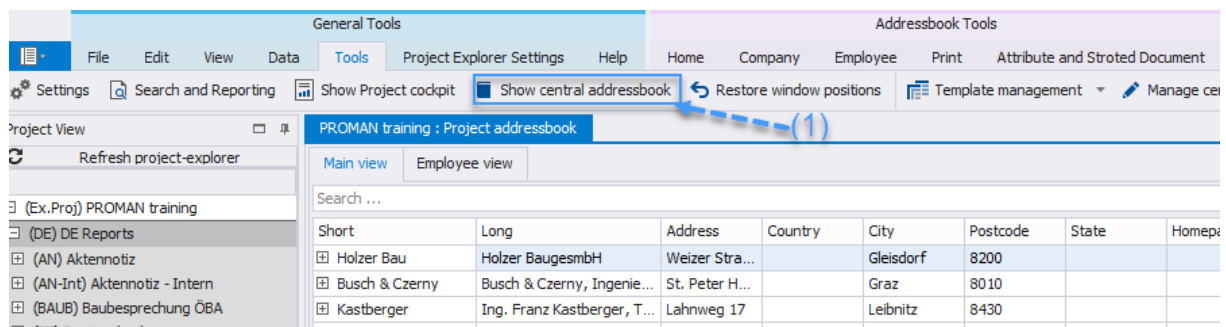 General Tools Addressbook Tools
File Edit View Data Tools Project Explorer Settings Help Home Company Employee Print Attribute and Stroted Document
Settings Search and Reporting Show Project cockpit Show central addressbook Restore window positions Template management Manage cen
Project View PROMAN training : Project addressbook (1)
Refresh project-explorer Main view Employee view
Search ...
(Ex.Proj) PROMAN training
(DE) DE Reports Short Long Address Country City Postcode State Homepa
(AN) Aktennotiz Holzer Bau Holzer BaugesmbH Weizer Stra... Gleisdorf 8200
(AN-Int) Aktennotiz - Intern Busch & Czerny Busch & Czerny, Ingenie... St. Peter H... Graz 8010
(BAUB) Baubesprechung ÖBA Kastberger Ing. Franz Kastberger, T... Lahnweg 17 Leibnitz 8430